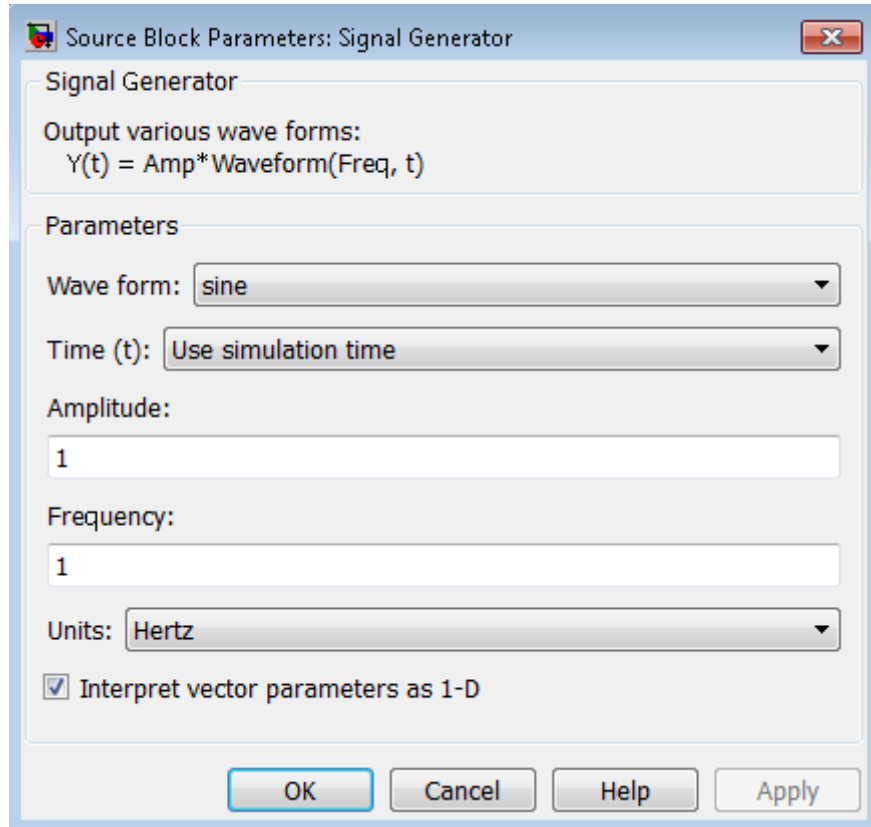 Source Block Parameters: Signal Generator
Signal Generator
Output various wave forms:
Y(t) = Amp*Waveform(Freq, t)
Parameters
Wave form: sine
Time (t): Use simulation time
Amplitude:
1
Frequency:
1
Units: Hertz
Interpret vector parameters as 1-D
OK Cancel Help Apply